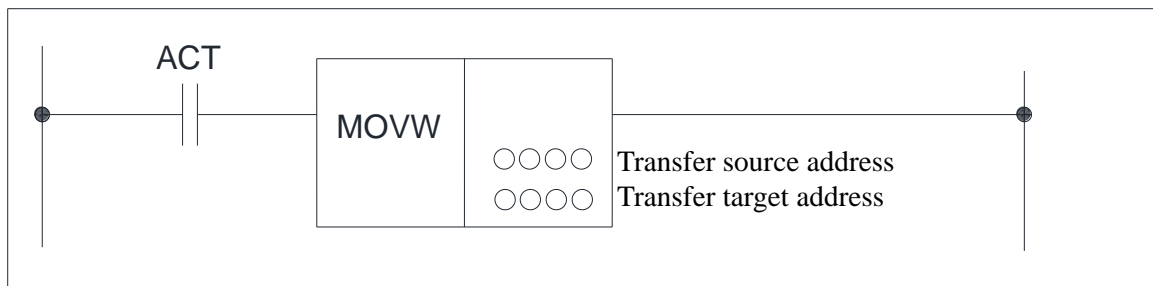 ACT
MOVW
○○○○ Transfer source address
○○○○ Transfer target address